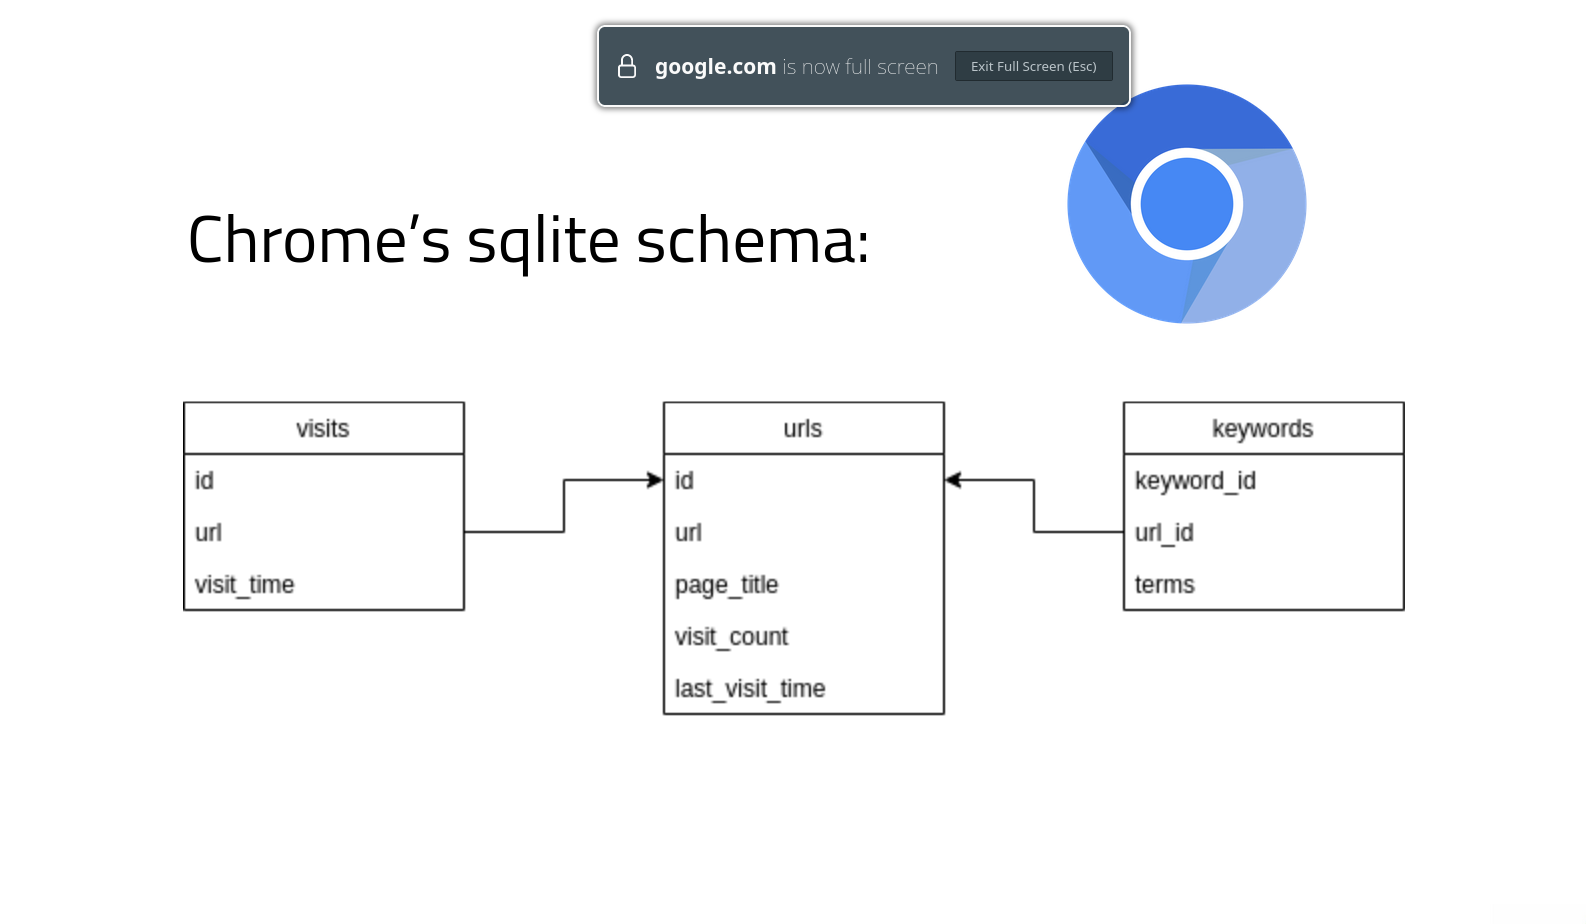 google.com is now full screen Exit Full Screen (Esc)
Chrome’s sqlite schema:
visits
id
url
visit_time
urls
id
url
page_title
visit_count
last_visit_time
keywords
keyword_id
url_id
terms